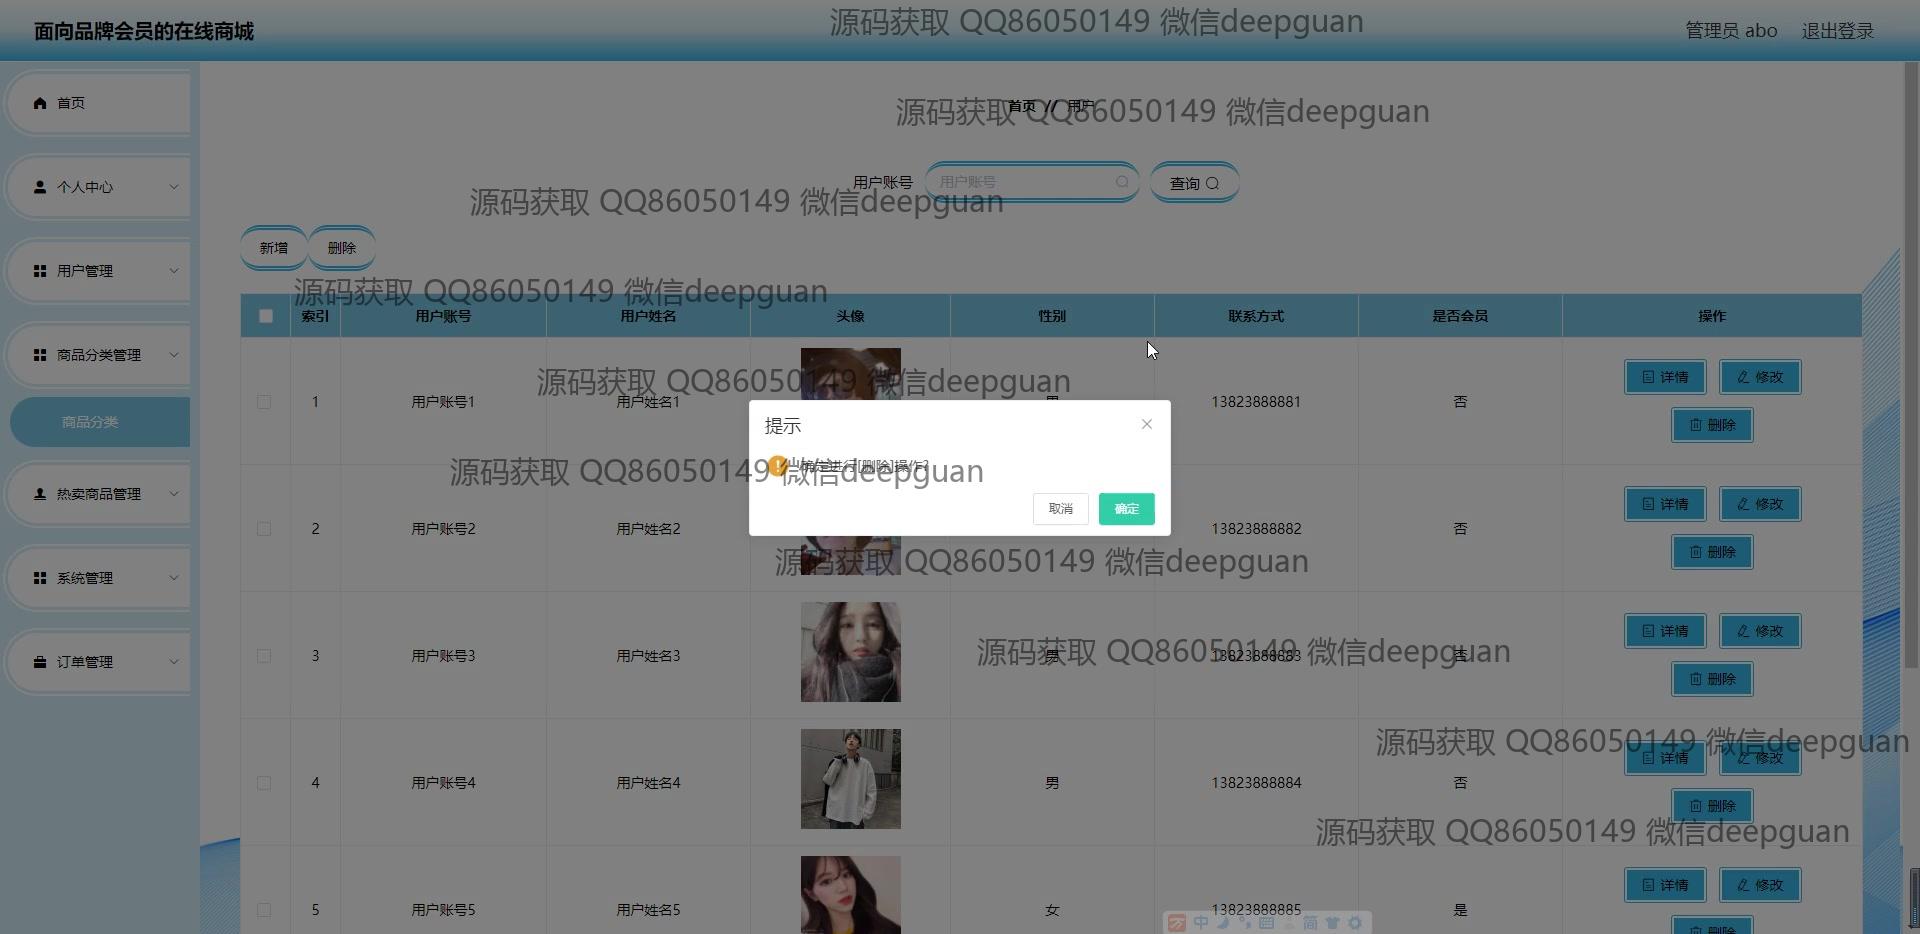 面向品牌会员的在线商城
源码获取 QQ86050149 微信deepguan
管理员 abo 退出登录
首页
个人中心
用户管理
商品分类管理
商品分类
热卖商品管理
系统管理
订单管理
首页 // 用户
源码获取 QQ86050149 微信deepguan
用户账号 用户账号 查询
源码获取 QQ86050149 微信deepguan
新增 删除
源码获取 QQ86050149 微信deepguan
索引 用户账号 用户姓名 头像 性别 联系方式 是否会员 操作
源码获取 QQ86050149 微信deepguan
1 用户账号1 用户姓名1 男 13823888881 否 详情 修改
删除
提示
确定进行[删除]操作?
取消 确定
源码获取 QQ86050149 微信deepguan
2 用户账号2 用户姓名2 13823888882 否 详情 修改
删除
源码获取 QQ86050149 微信deepguan
3 用户账号3 用户姓名3 男 13823888883 否 详情 修改
删除
源码获取 QQ86050149 微信deepguan
4 用户账号4 用户姓名4 男 13823888884 否 详情 修改
删除
源码获取 QQ86050149 微信deepguan
源码获取 QQ86050149 微信deepguan
5 用户账号5 用户姓名5 女 13823888885 是 详情 修改
删除
中 简